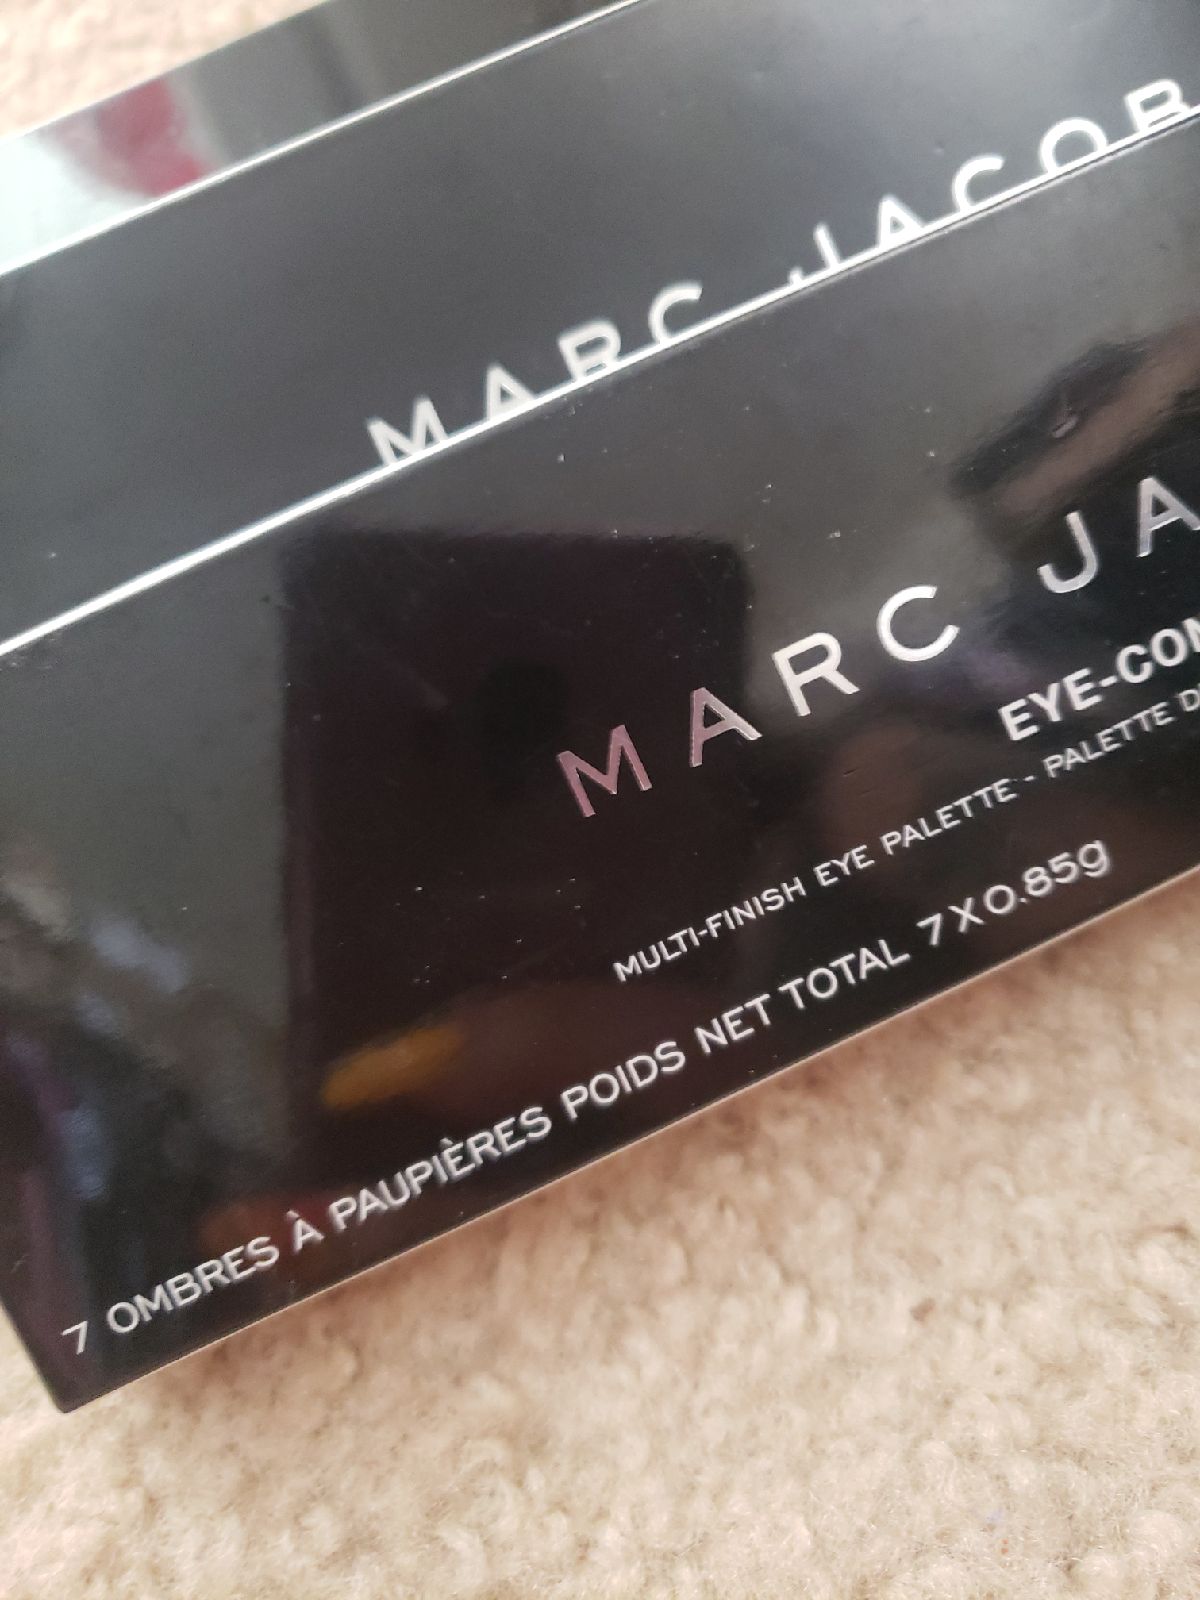 MARC JACOB
MARC JA
EYE-CON
MULTI-FINISH EYE PALETTE - PALETTE D
7 OMBRES À PAUPIÈRES POIDS NET TOTAL 7 X 0.85g